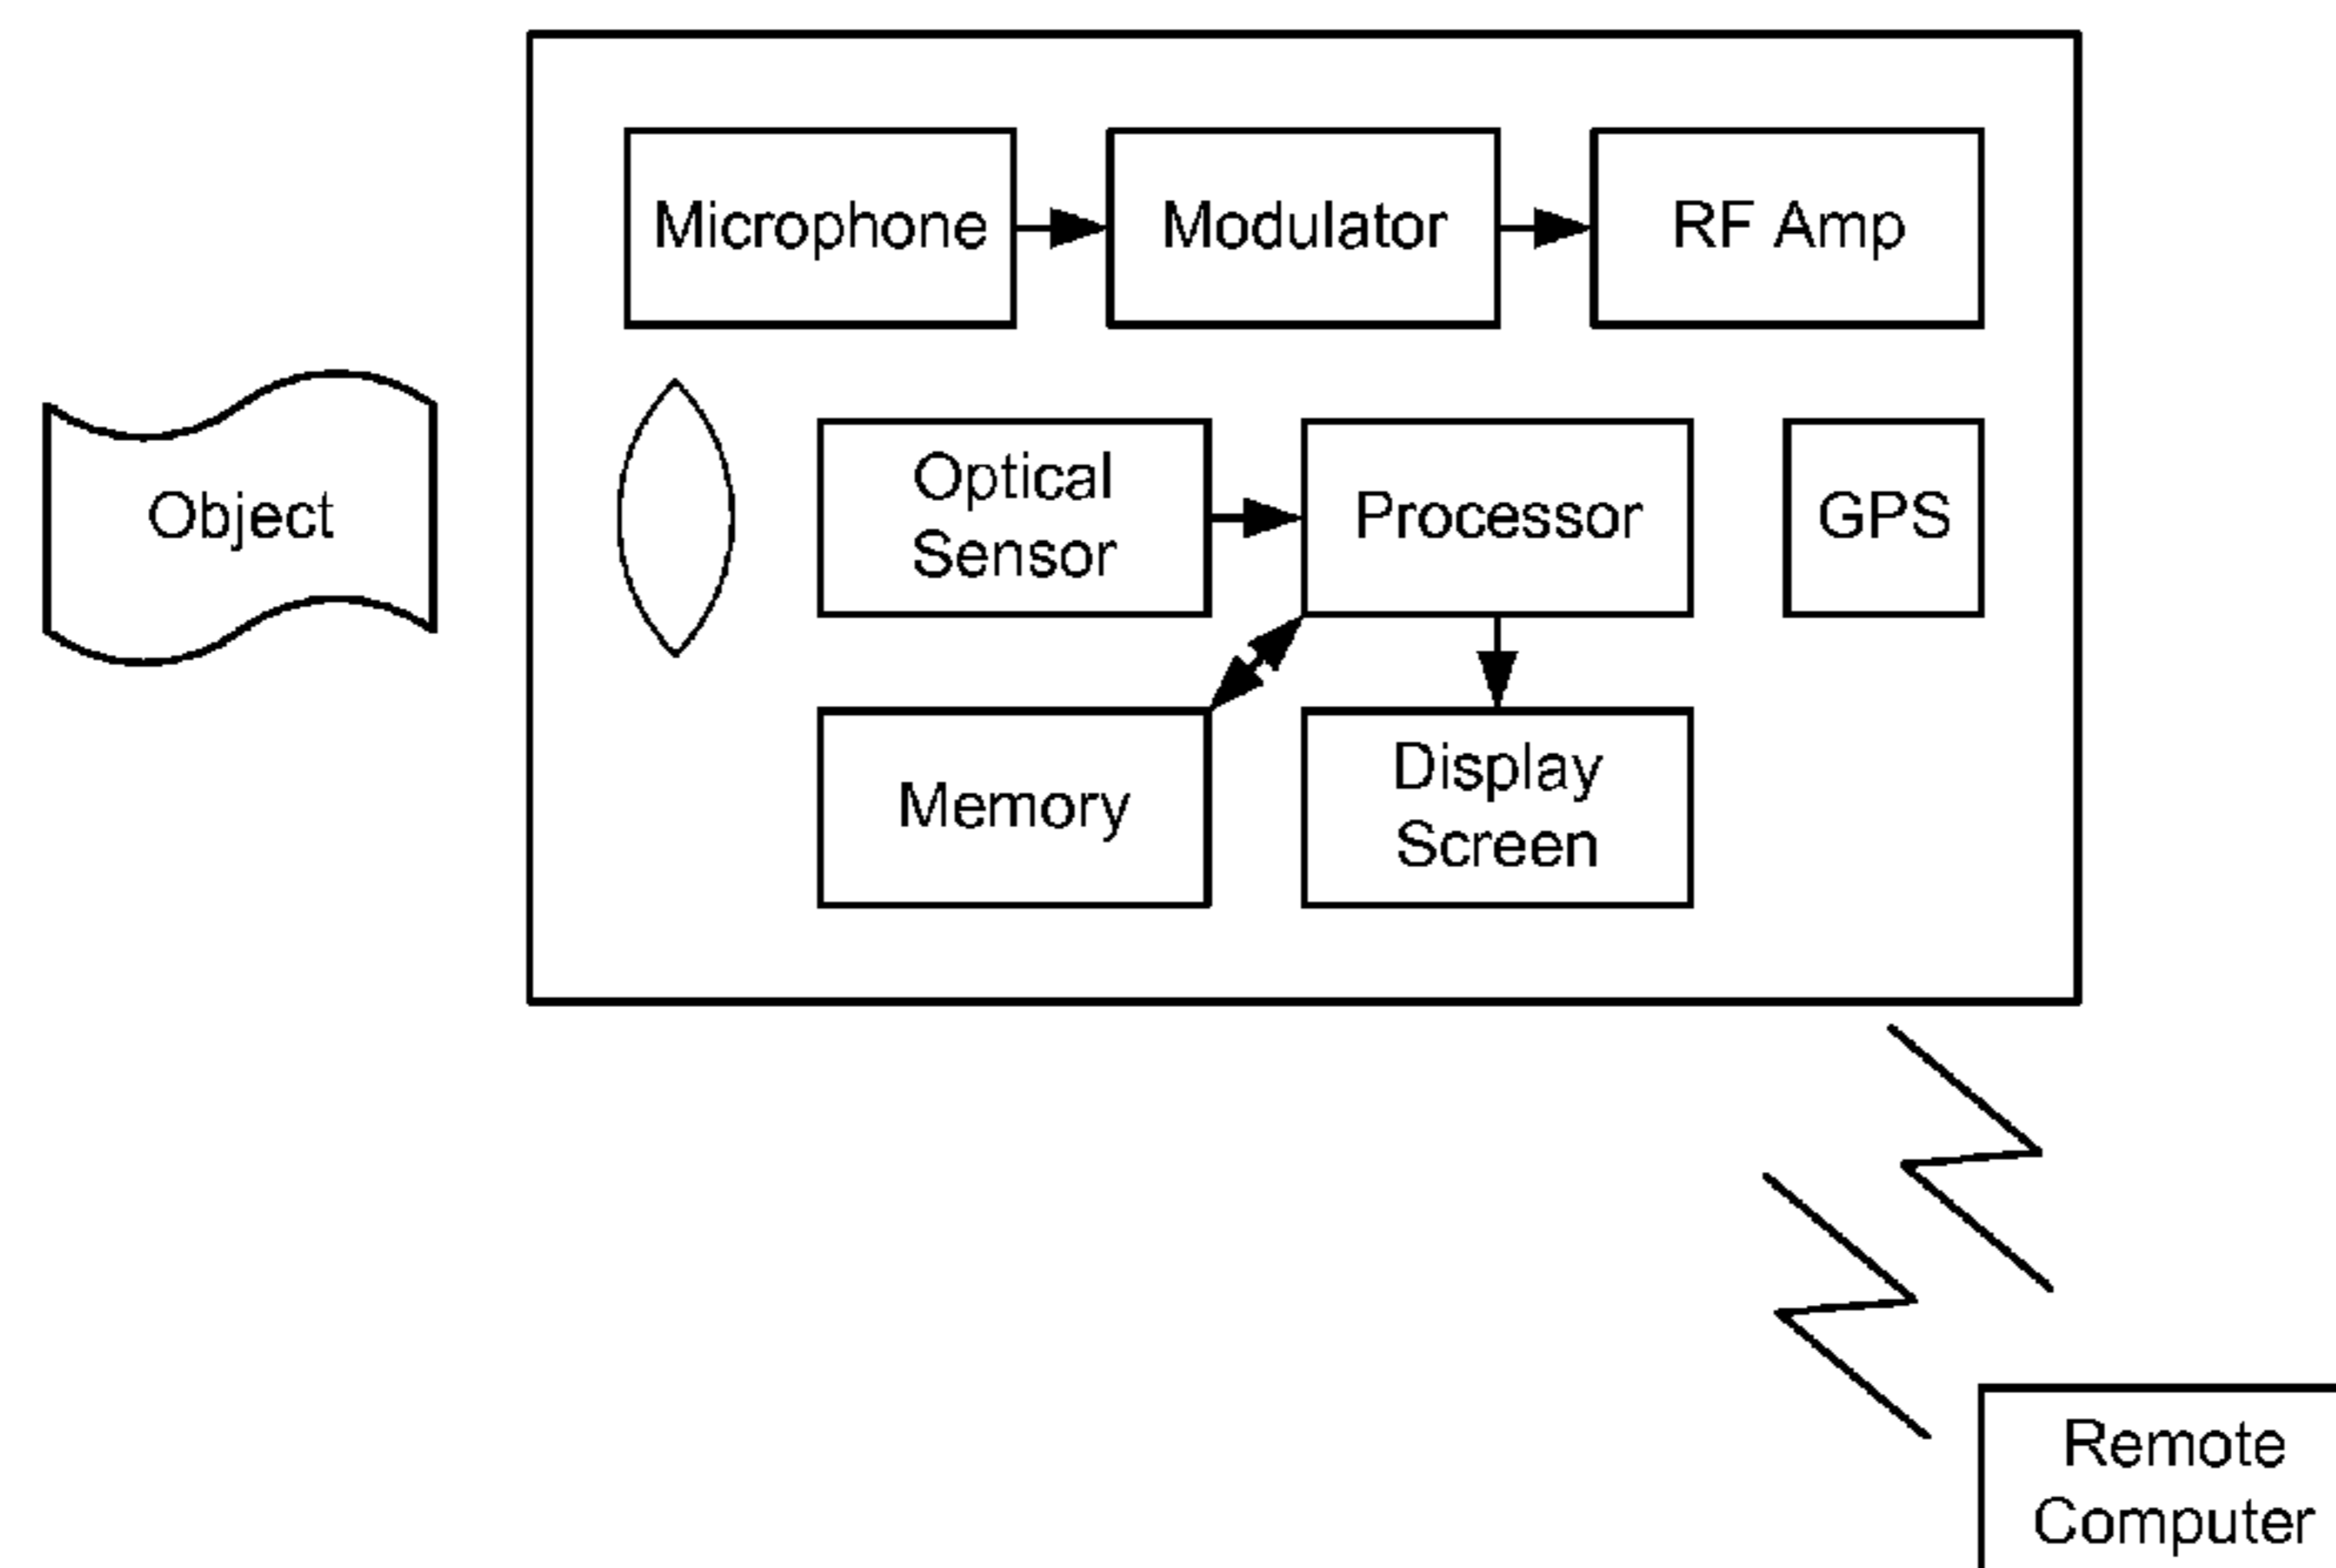 Microphone
Modulator
RF Amp
Object
Optical
Sensor
Processor
GPS
Memory
Display
Screen
Remote
Computer